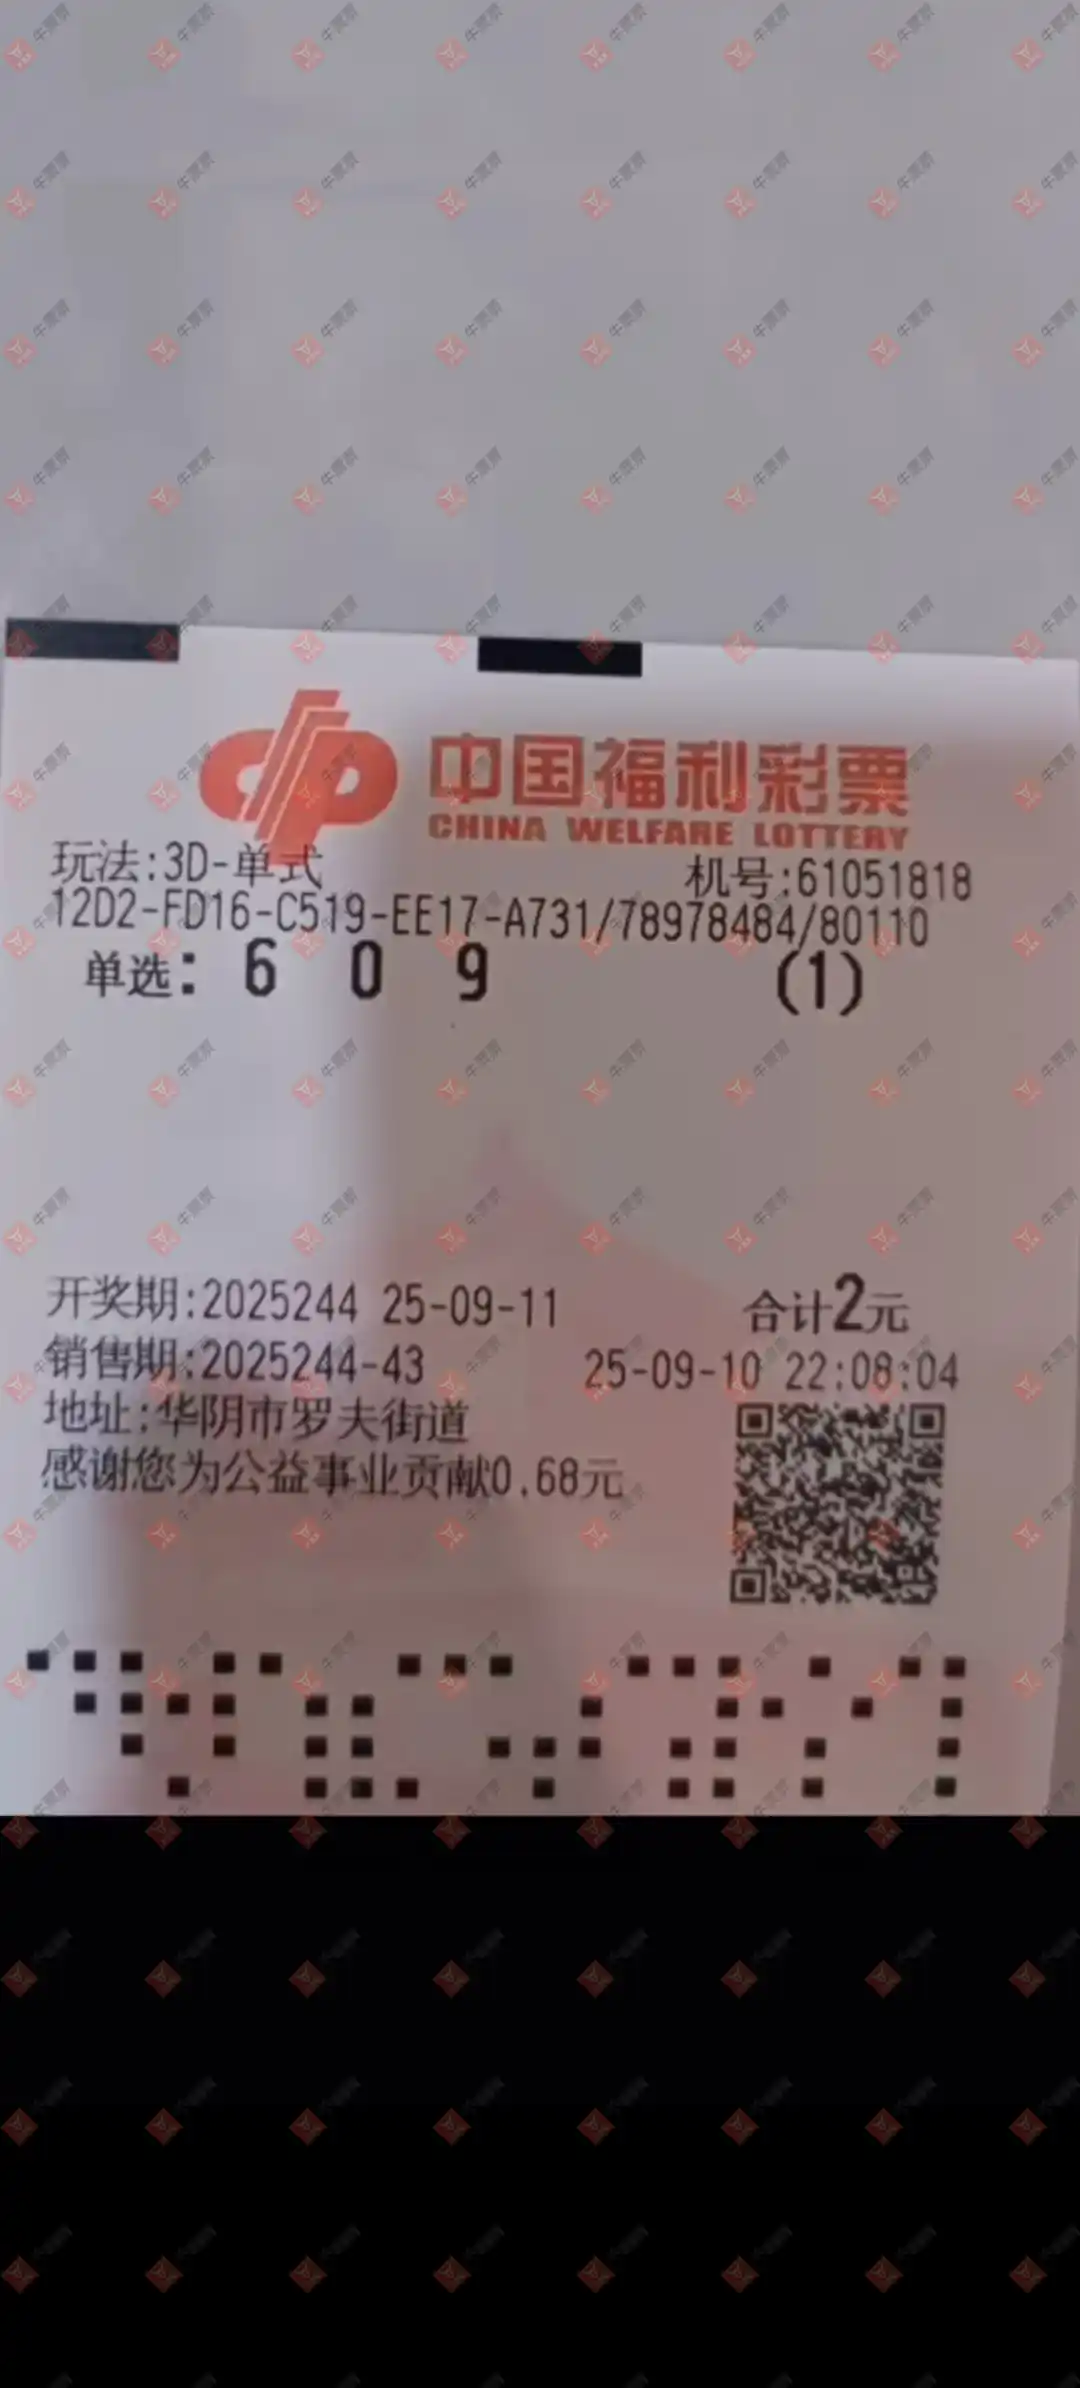 中国福利彩票
CHINA WELFARE LOTTERY
玩法:3D-单式 机号:61051818
12D2-FD16-C519-EE17-A731/78978484/80110
单选: 6 0 9 (1)
开奖期:2025244 25-09-11 合计2元
销售期:2025244-43 25-09-10 22:08:04
地址:华阴市罗夫街道
感谢您为公益事业贡献0.68元